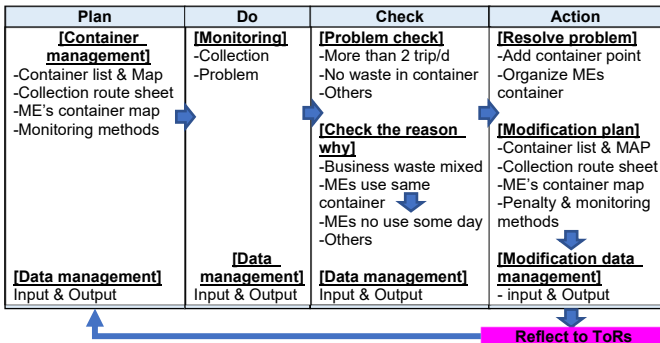 Plan
[Container
management]
-Container list & Map
-Collection route sheet
-ME's container map
-Monitoring methods
[Data management]
Input & Output
Do
[Monitoring]
-Collection
-Problem
[Data
management]
Input & Output
Check
[Problem check]
-More than 2 trip/d
-No waste in container
-Others
[Check the reason
why]
-Business waste mixed
-MEs use same
container
-MEs no use some day
-Others
[Data management]
Input & Output
Action
[Resolve problem]
-Add container point
-Organize MEs
container
[Modification plan]
-Container list & MAP
-Collection route sheet
-ME's container map
-Penalty & monitoring
methods
[Modification data
management]
- input & Output
Reflect to ToRs